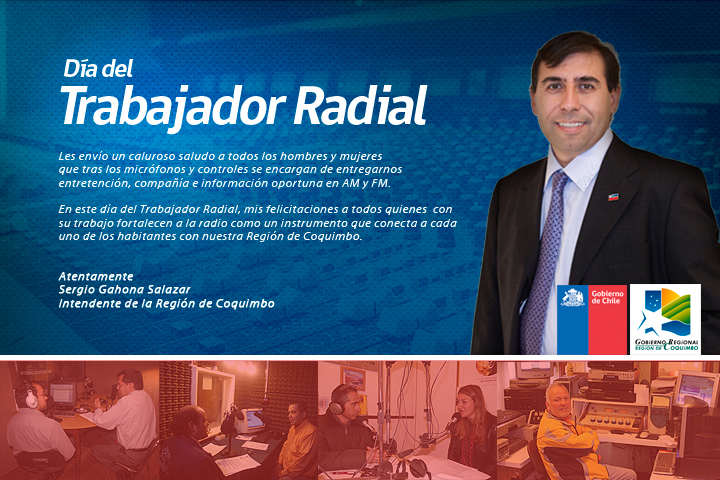 Día del
Trabajador Radial
Les envío un caluroso saludo a todos los hombres y mujeres
que tras los micrófonos y controles se encargan de entregarnos
entretención, compañía e información oportuna en AM y FM.
En este día del Trabajador Radial, mis felicitaciones a todos quienes con
su trabajo fortalecen a la radio como un instrumento que conecta a cada
uno de los habitantes con nuestra Región de Coquimbo.
Atentamente
Sergio Gahona Salazar
Intendente de la Región de Coquimbo
Gobierno
de Chile
GOBIERNO REGIONAL
REGIÓN DE COQUIMBO